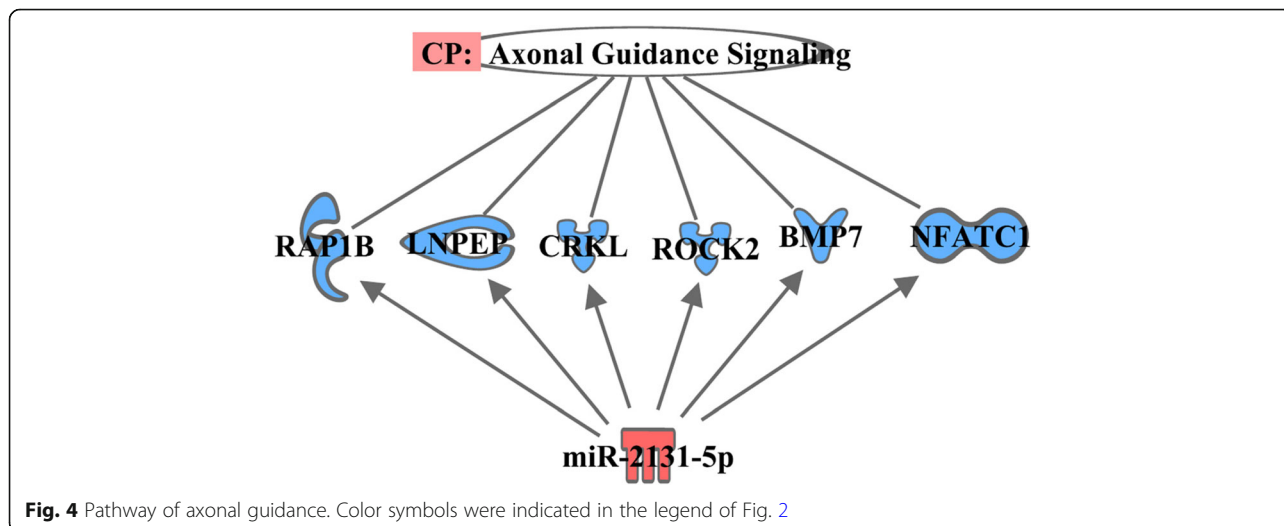 CP: Axonal Guidance Signaling
RAP1B LNPEP CRKL ROCK2 BMP7 NFATC1
miR-2131-5p
Fig. 4 Pathway of axonal guidance. Color symbols were indicated in the legend of Fig. 2